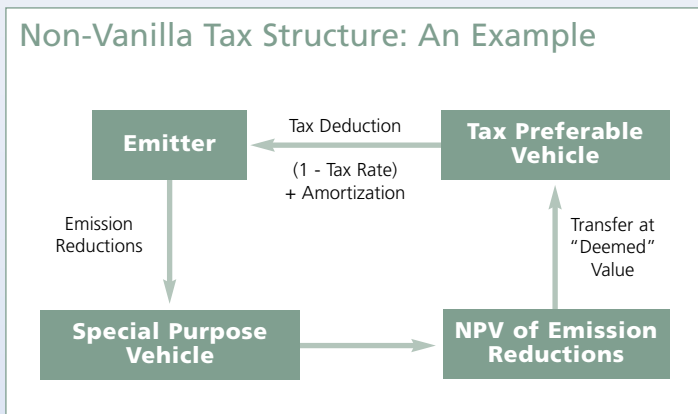 Non-Vanilla Tax Structure: An Example
Emitter
Tax Deduction
(1 - Tax Rate)
+ Amortization
Tax Preferable
Vehicle
Emission
Reductions
Transfer at
“Deemed”
Value
Special Purpose
Vehicle
NPV of Emission
Reductions